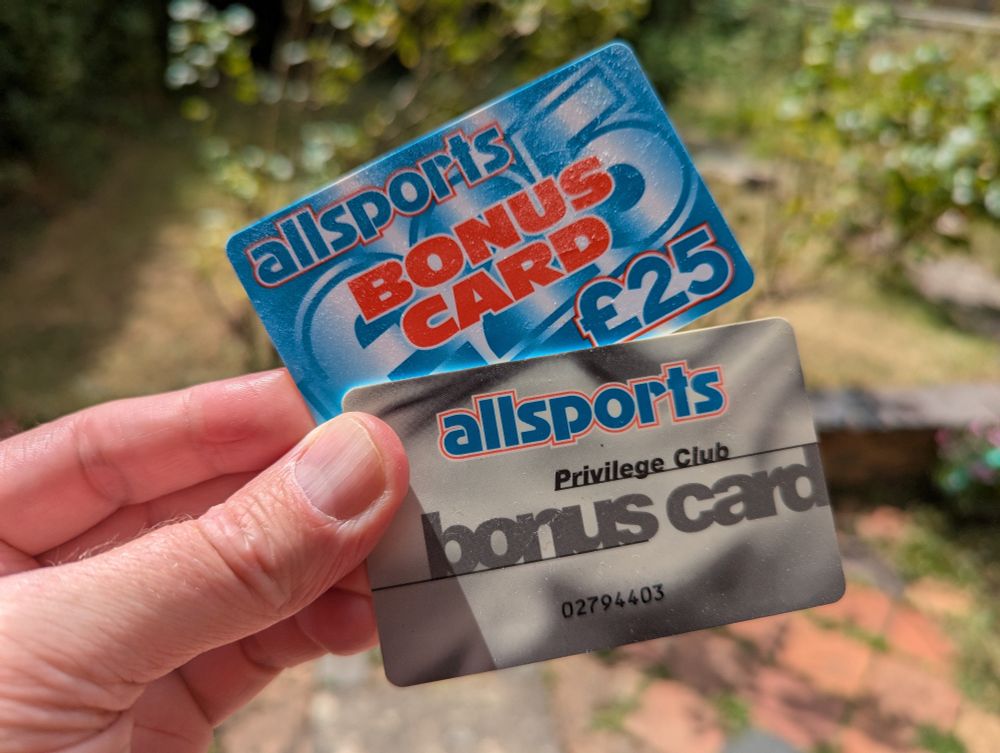 allsports
BONUS
CARD
£25
allsports
Privilege Club
bonus card
02794403